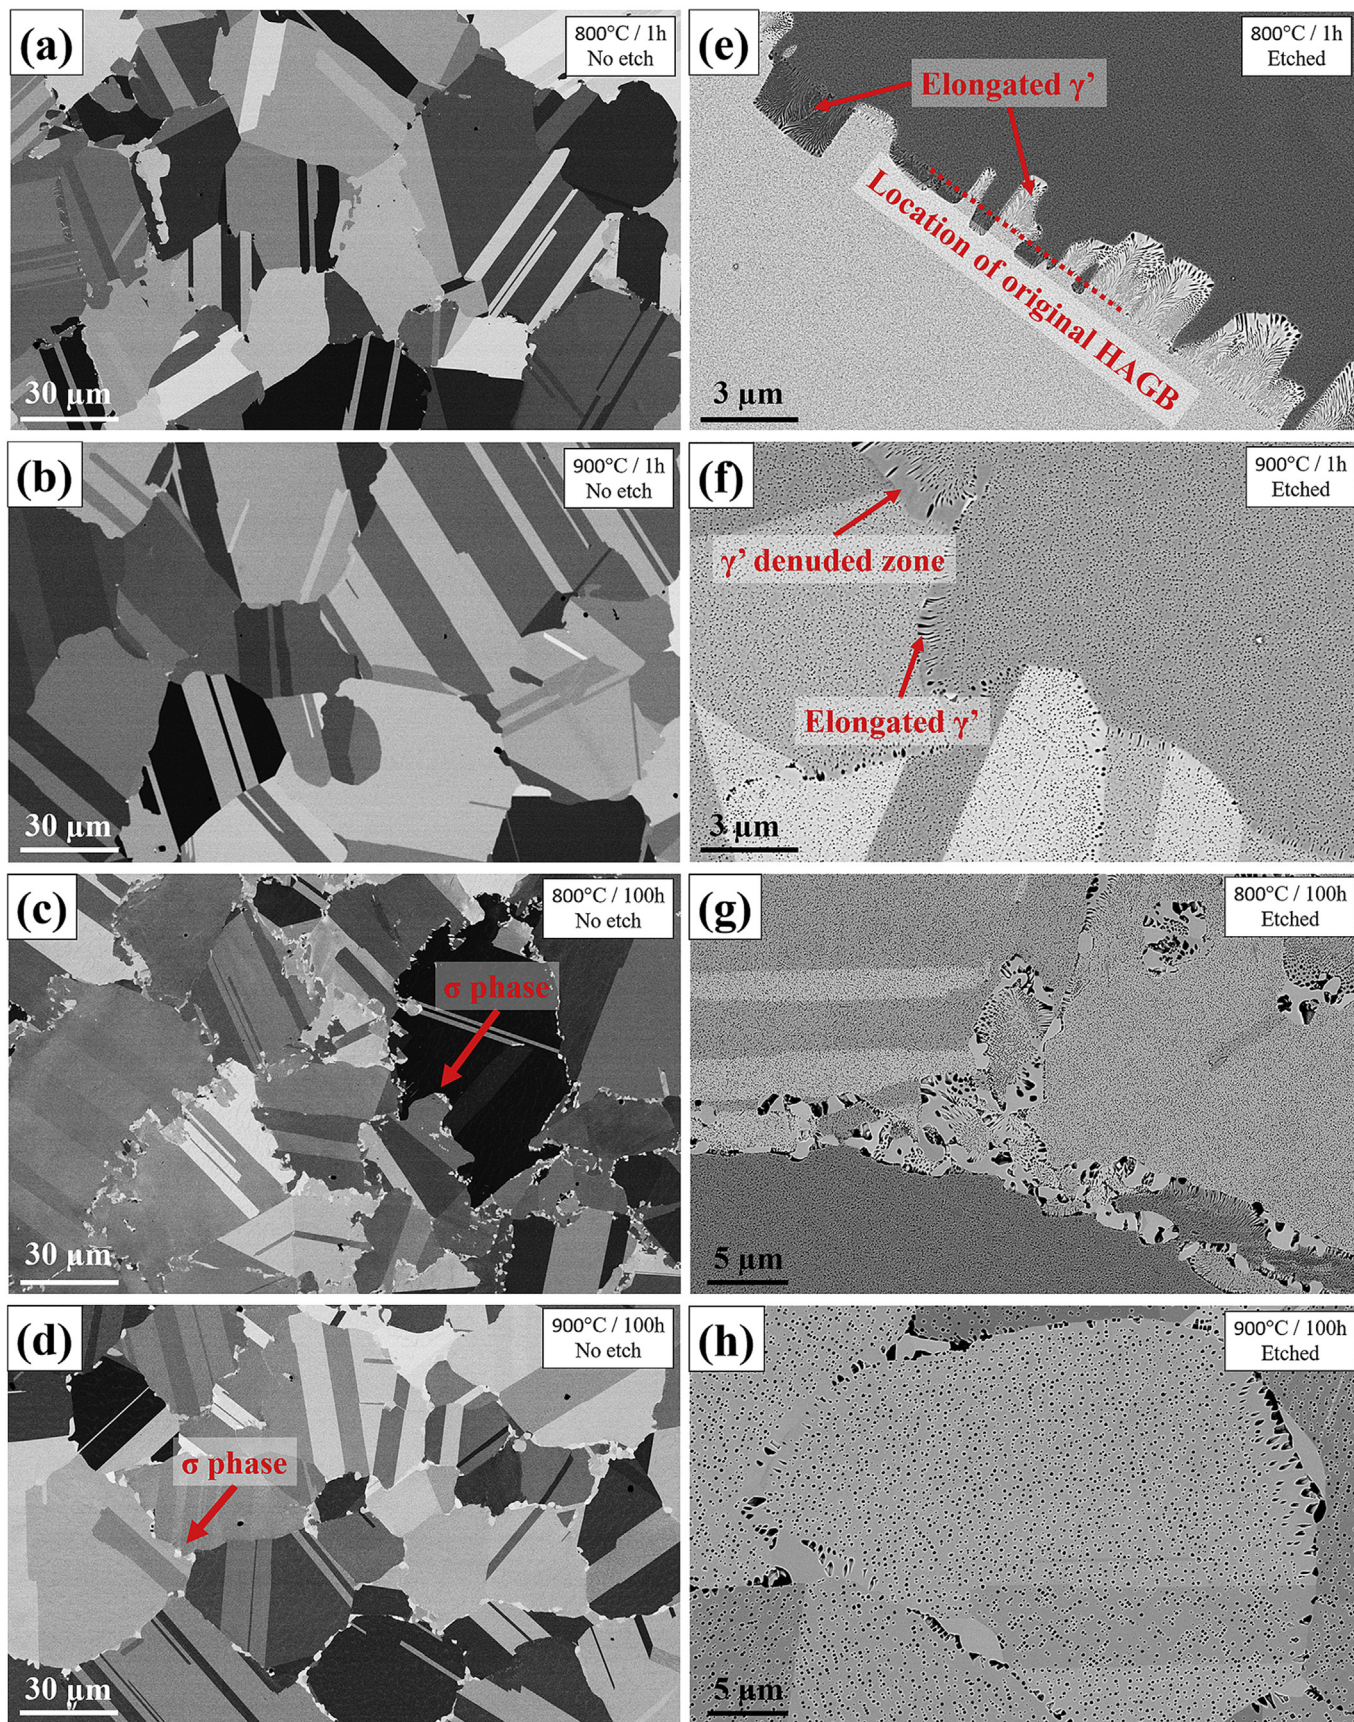 (a)
800°C / 1h
No etch
30 μm
(e)
800°C / 1h
Etched
Elongated γ’
Location of original HAGB
3 μm
(b)
900°C / 1h
No etch
30 μm
(f)
900°C / 1h
Etched
γ’ denuded zone
Elongated γ’
3 μm
(c)
800°C / 100h
No etch
σ phase
30 μm
(g)
800°C / 100h
Etched
5 μm
(d)
900°C / 100h
No etch
σ phase
30 μm
(h)
900°C / 100h
Etched
5 μm